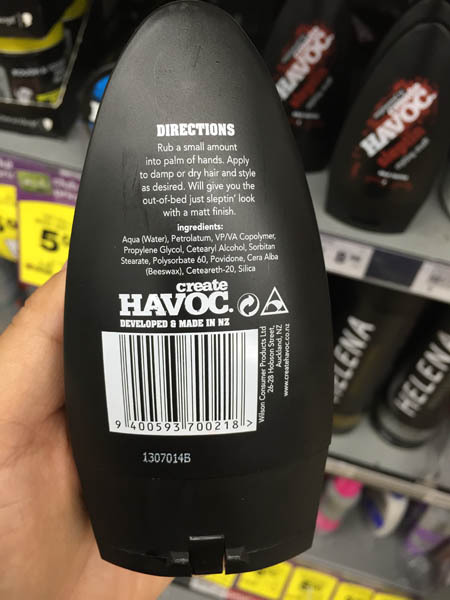 DIRECTIONS
Rub a small amount
into palm of hands. Apply
to damp or dry hair and style
as desired. Will give you the
out-of-bed just sleptin' look
with a matt finish.
ingredients:
Aqua (Water), Petrolatum, VP/VA Copolymer,
Propylene Glycol, Cetearyl Alcohol, Sorbitan
Stearate, Polysorbate 60, Povidone, Cera Alba
(Beeswax), Ceteareth-20, Silica
create
HAVOC.
DEVELOPED & MADE IN NZ
9 400593 700218 >
Wilson Consumer Products Ltd
26-28 Hobson Street,
Auckland, NZ
www.createhavoc.co.nz
1307014B
HAVOC
HAVOC.
sleptin
HELENA
HELENA
5